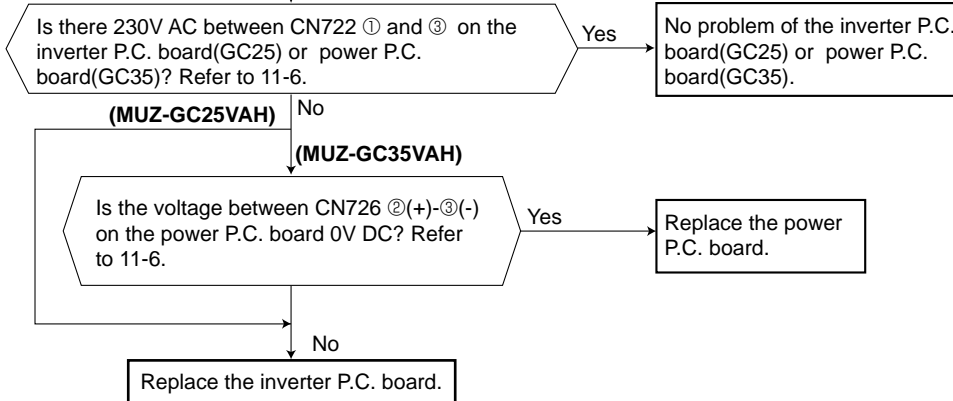 Is there 230V AC between CN722 ① and ③ on the
inverter P.C. board(GC25) or power P.C.
board(GC35)? Refer to 11-6.
Yes
No problem of the inverter P.C.
board(GC25) or power P.C.
board(GC35).
(MUZ-GC25VAH)
No
(MUZ-GC35VAH)
Is the voltage between CN726 ②(+)-③(-)
on the power P.C. board 0V DC? Refer
to 11-6.
Yes
Replace the power
P.C. board.
No
Replace the inverter P.C. board.